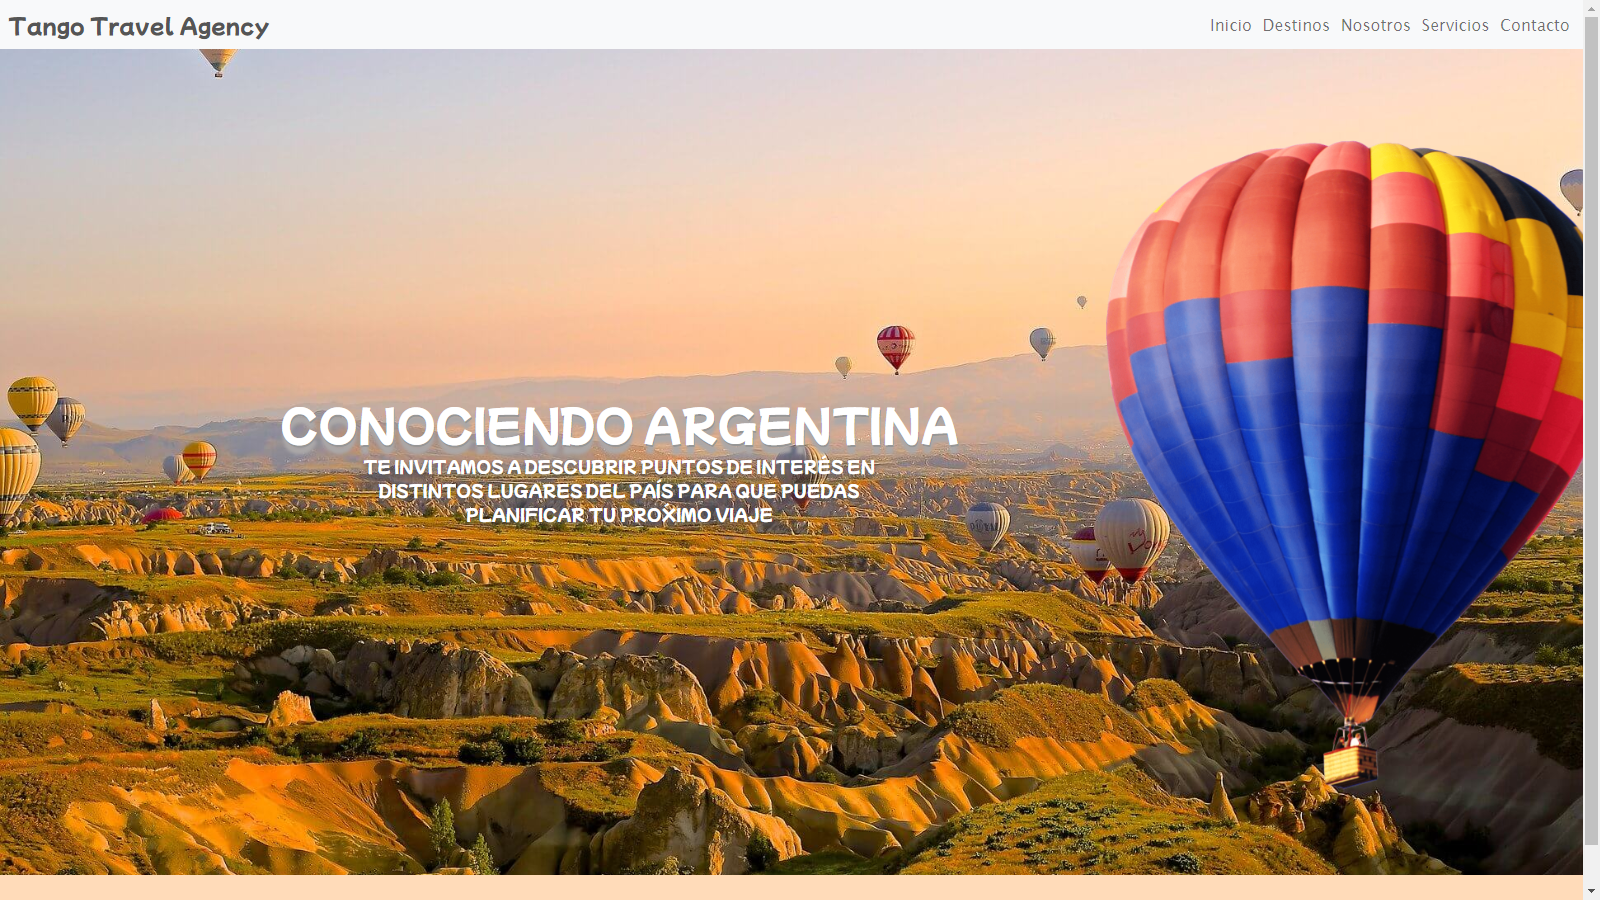 Tango Travel Agency
Inicio Destinos Nosotros Servicios Contacto
CONOCIENDO ARGENTINA
TE INVITAMOS A DESCUBRIR PUNTOS DE INTERÉS EN
DISTINTOS LUGARES DEL PAÍS PARA QUE PUEDAS
PLANIFICAR TU PROXIMO VIAJE